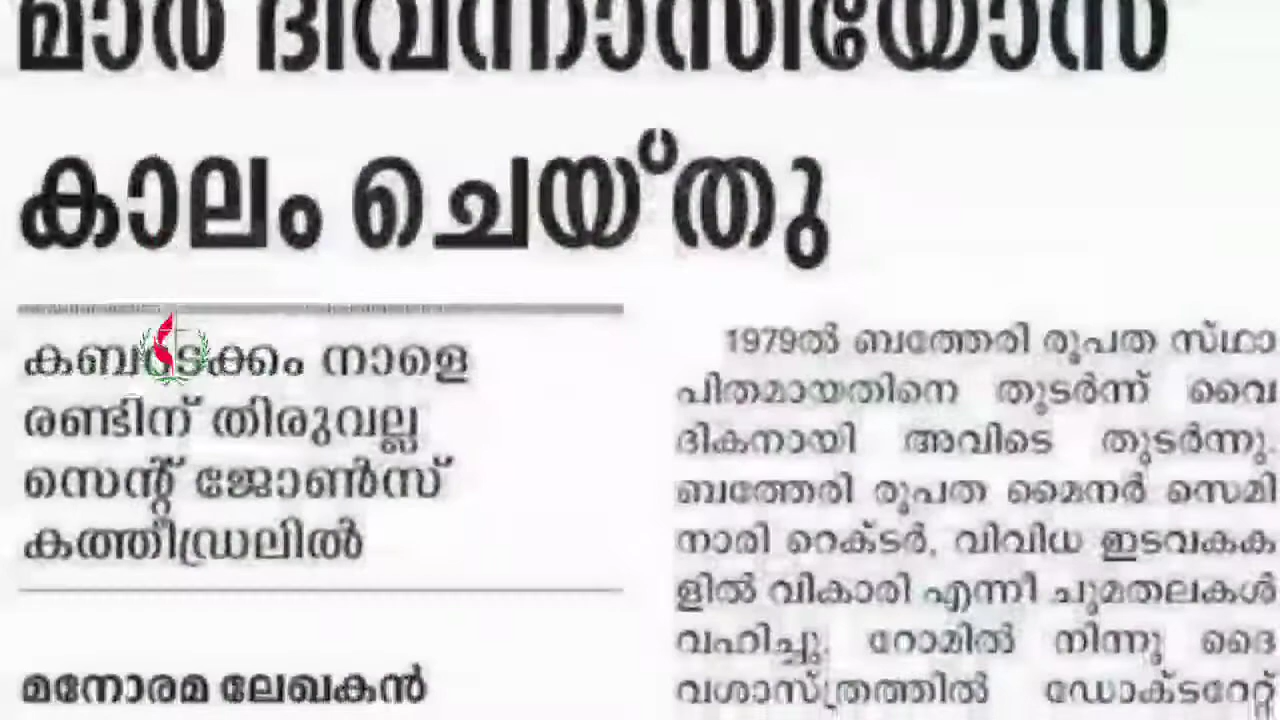 മാർ ദിവന്നാസിയോസ്
കാലം ചെയ്തു
കബറടക്കം നാളെ
രണ്ടിന് തിരുവല്ല
സെന്റ് ജോൺസ്
കത്തീഡ്രലിൽ
മനോരമ ലേഖകൻ
1979ൽ ബത്തേരി രൂപത സ്ഥാ
പിതമായതിനെ തുടർന്ന് വൈ
ദികനായി അവിടെ തുടർന്നു.
ബത്തേരി രൂപത മൈനർ സെമി
നാരി റെക്ടർ, വിവിധ ഇടവകക
ളിൽ വികാരി എന്നീ ചുമതലകൾ
വഹിച്ചു. റോമിൽ നിന്നു ദൈ
വശാസ്ത്രത്തിൽ ഡോക്ടറേറ്റ്